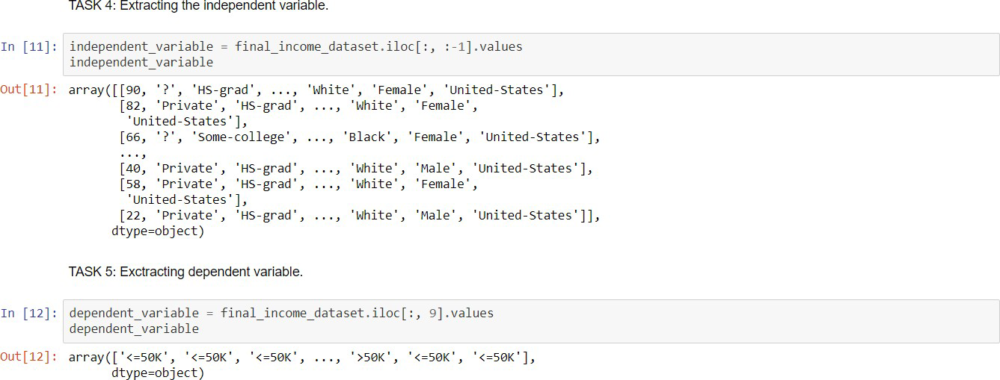 TASK 4: Extracting the independent variable.
In [11]: independent_variable = final_income_dataset.iloc[:, :-1].values
independent_variable
Out[11]: array([[90, '?', 'HS-grad', ..., 'White', 'Female', 'United-States'],
[82, 'Private', 'HS-grad', ..., 'White', 'Female',
'United-States'],
[66, '?', 'Some-college', ..., 'Black', 'Female', 'United-States'],
...,
[40, 'Private', 'HS-grad', ..., 'White', 'Male', 'United-States'],
[58, 'Private', 'HS-grad', ..., 'White', 'Female',
'United-States'],
[22, 'Private', 'HS-grad', ..., 'White', 'Male', 'United-States']],
dtype=object)
TASK 5: Exctracting dependent variable.
In [12]: dependent_variable = final_income_dataset.iloc[:, 9].values
dependent_variable
Out[12]: array(['<=50K', '<=50K', '<=50K', ..., '>50K', '<=50K', '<=50K'],
dtype=object)